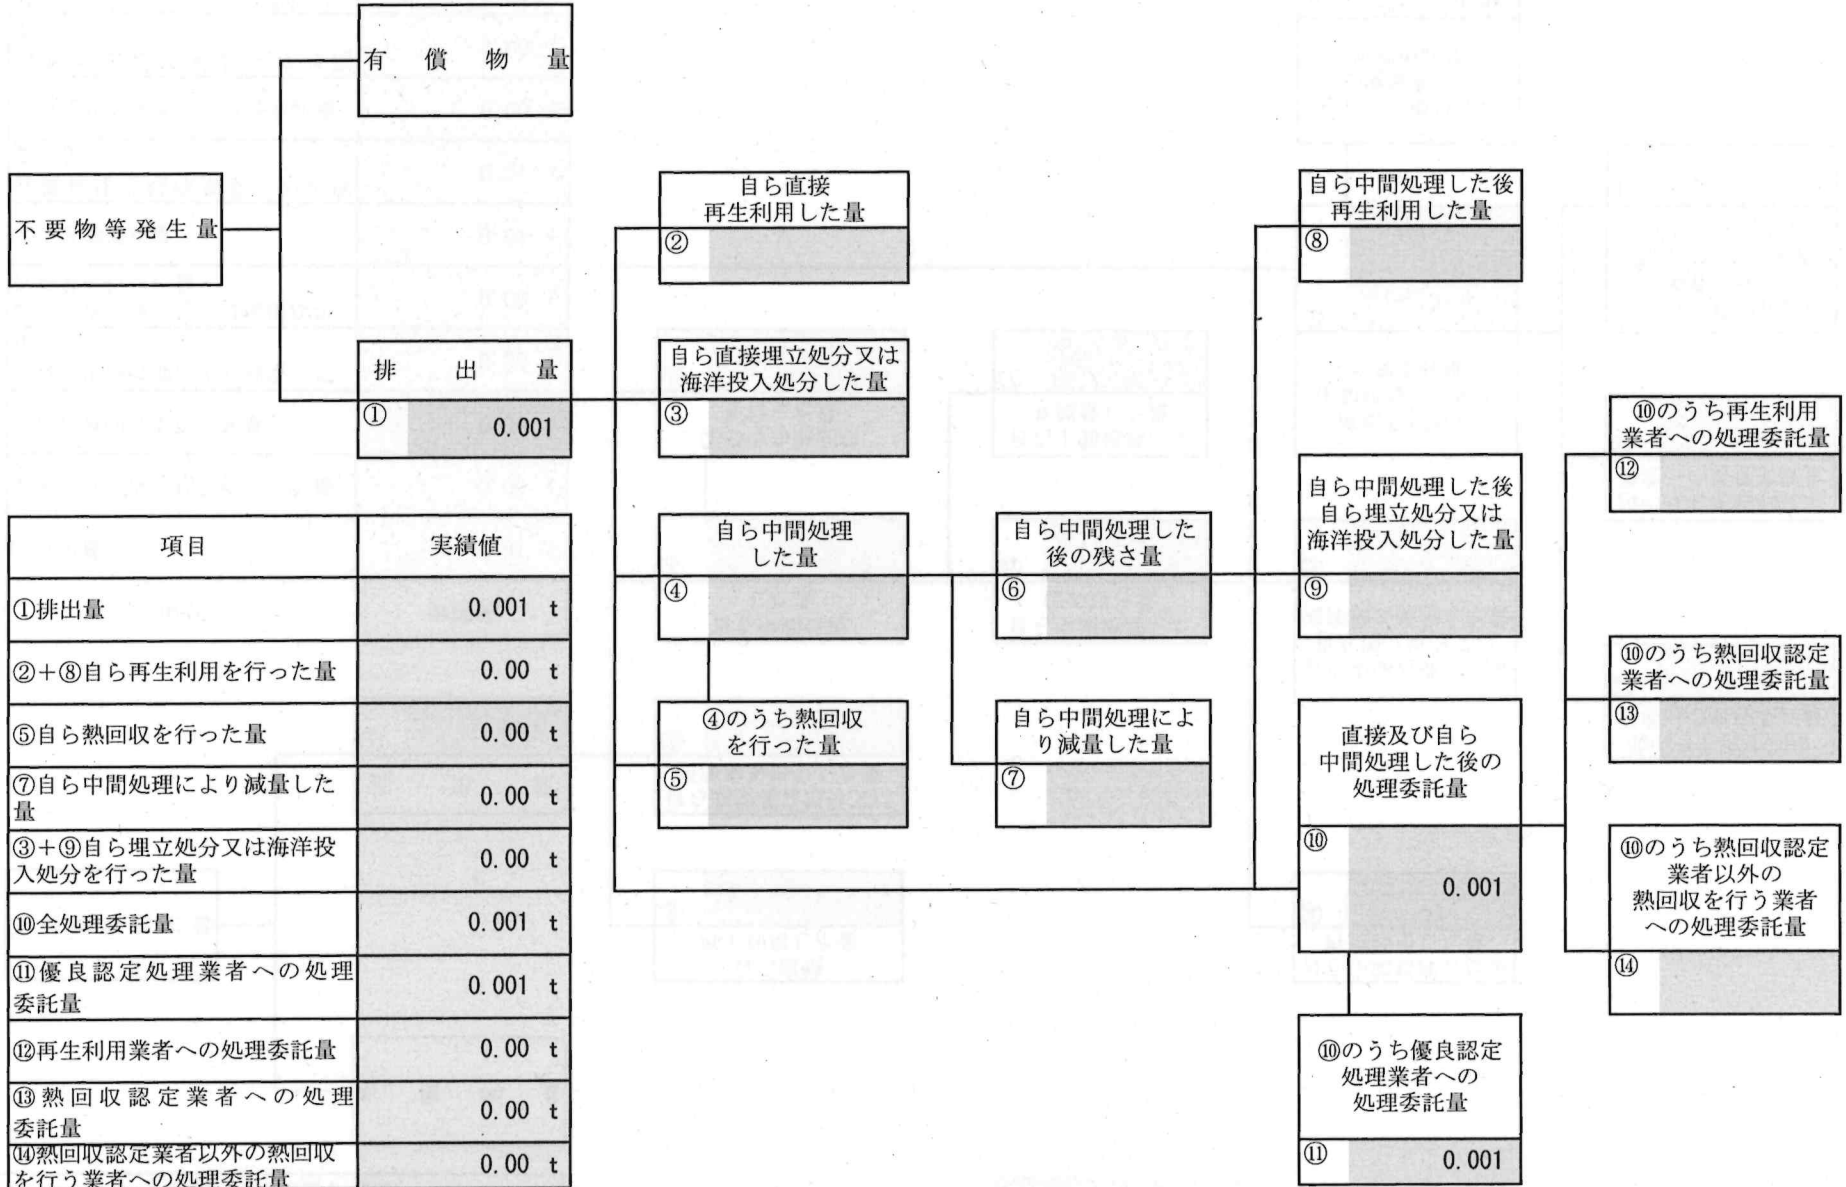 有償物量
不要物等発生量
排出量
① 0.001
自ら直接
再生利用した量
②
自ら直接埋立処分又は
海洋投入処分した量
③
自ら中間処理
した量
④
④のうち熱回収
を行った量
⑤
自ら中間処理した
後の残さ量
⑥
自ら中間処理によ
り減量した量
⑦
自ら中間処理した後
再生利用した量
⑧
自ら中間処理した後
自ら埋立処分又は
海洋投入処分した量
⑨
直接及び自ら
中間処理した後の
処理委託量
⑩
0.001
⑩のうち優良認定
処理業者への
処理委託量
⑪ 0.001
⑩のうち再生利用
業者への処理委託量
⑫
⑩のうち熱回収認定
業者への処理委託量
⑬
⑩のうち熱回収認定
業者以外の
熱回収を行う業者
への処理委託量
⑭
項目 実績値
①排出量 0.001 t
②+⑧自ら再生利用を行った量 0.00 t
⑤自ら熱回収を行った量 0.00 t
⑦自ら中間処理により減量した
量 0.00 t
③+⑨自ら埋立処分又は海洋投
入処分を行った量 0.00 t
⑩全処理委託量 0.001 t
⑪優良認定処理業者への処理
委託量 0.001 t
⑫再生利用業者への処理委託量 0.00 t
⑬熱回収認定業者への処理
委託量 0.00 t
⑭熱回収認定業者以外の熱回収
を行う業者への処理委託量 0.00 t